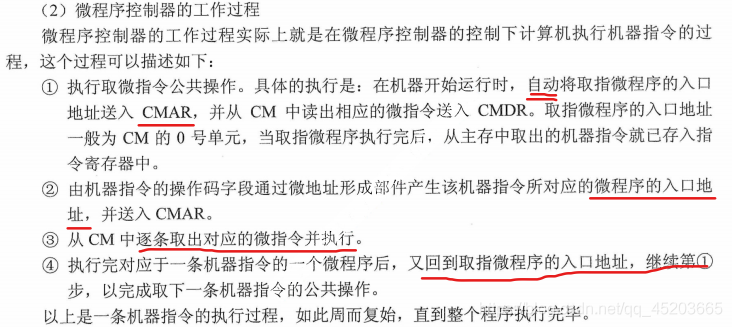 （2）微程序控制器的工作过程
微程序控制器的工作过程实际上就是在微程序控制器的控制下计算机执行机器指令的过
程，这个过程可以描述如下：
① 执行取微指令公共操作。具体的执行是：在机器开始运行时，自动将取指微程序的入口
地址送入 CMAR，并从 CM 中读出相应的微指令送入 CMDR。取指微程序的入口地址
一般为 CM 的 0 号单元，当取指微程序执行完后，从主存中取出的机器指令就已存入指
令寄存器中。
② 由机器指令的操作码字段通过微地址形成部件产生该机器指令所对应的微程序的入口地
址，并送入 CMAR。
③ 从 CM 中逐条取出对应的微指令并执行。
④ 执行完对应于一条机器指令的一个微程序后，又回到取指微程序的入口地址，继续第①
步，以完成取下一条机器指令的公共操作。
以上是一条机器指令的执行过程，如此周而复始，直到整个程序执行完毕。